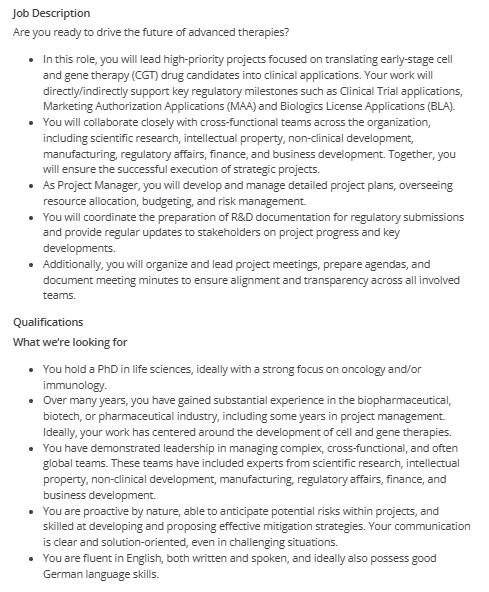 Job Description
Are you ready to drive the future of advanced therapies?
• In this role, you will lead high-priority projects focused on translating early-stage cell
and gene therapy (CGT) drug candidates into clinical applications. Your work will
directly/indirectly support key regulatory milestones such as Clinical Trial applications,
Marketing Authorization Applications (MAA) and Biologics License Applications (BLA).
• You will collaborate closely with cross-functional teams across the organization,
including scientific research, intellectual property, non-clinical development,
manufacturing, regulatory affairs, finance, and business development. Together, you
will ensure the successful execution of strategic projects.
• As Project Manager, you will develop and manage detailed project plans, overseeing
resource allocation, budgeting, and risk management.
• You will coordinate the preparation of R&D documentation for regulatory submissions
and provide regular updates to stakeholders on project progress and key
developments.
• Additionally, you will organize and lead project meetings, prepare agendas, and
document meeting minutes to ensure alignment and transparency across all involved
teams.
Qualifications
What we're looking for
• You hold a PhD in life sciences, ideally with a strong focus on oncology and/or
immunology.
• Over many years, you have gained substantial experience in the biopharmaceutical,
biotech, or pharmaceutical industry, including some years in project management.
Ideally, your work has centered around the development of cell and gene therapies.
• You have demonstrated leadership in managing complex, cross-functional, and often
global teams. These teams have included experts from scientific research, intellectual
property, non-clinical development, manufacturing, regulatory affairs, finance, and
business development.
• You are proactive by nature, able to anticipate potential risks within projects, and
skilled at developing and proposing effective mitigation strategies. Your communication
is clear and solution-oriented, even in challenging situations.
• You are fluent in English, both written and spoken, and ideally also possess good
German language skills.